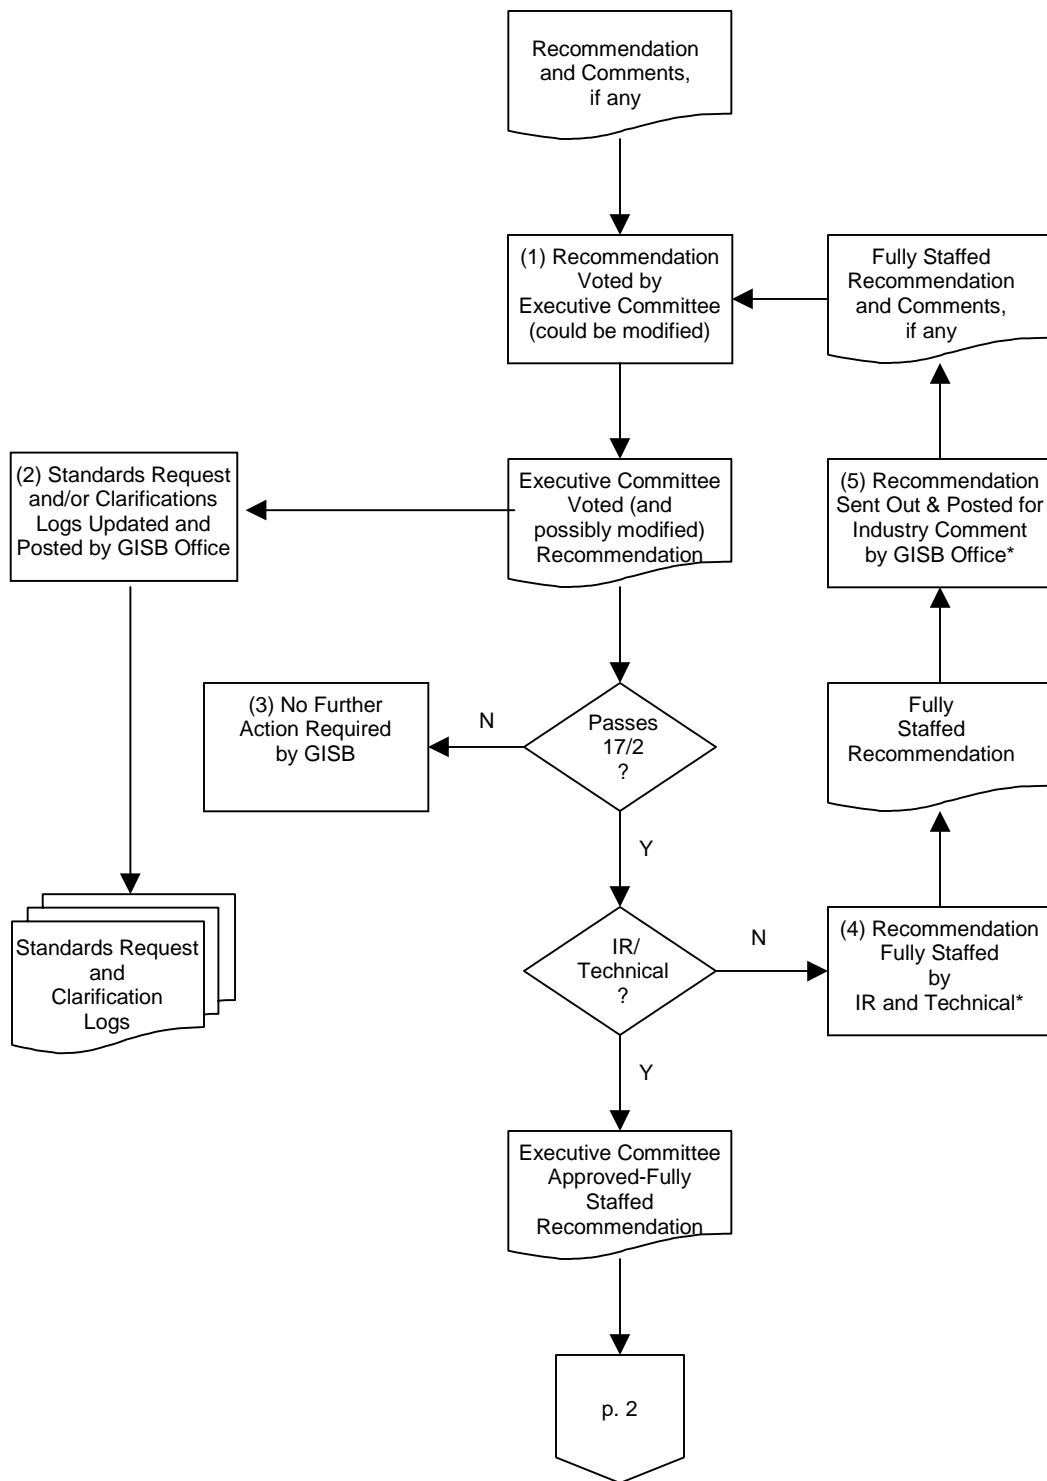 Recommendation
and Comments,
if any
(1) Recommendation
Voted by
Executive Committee
(could be modified)
Fully Staffed
Recommendation
and Comments,
if any
(2) Standards Request
and/or Clarifications
Logs Updated and
Posted by GISB Office
Executive Committee
Voted (and
possibly modified)
Recommendation
(5) Recommendation
Sent Out & Posted for
Industry Comment
by GISB Office*
(3) No Further
Action Required
by GISB
N
Passes
17/2
?
Fully
Staffed
Recommendation
Y
Standards Request
and
Clarification
Logs
IR/
Technical
?
N
(4) Recommendation
Fully Staffed
by
IR and Technical*
Y
Executive Committee
Approved-Fully
Staffed
Recommendation
p. 2